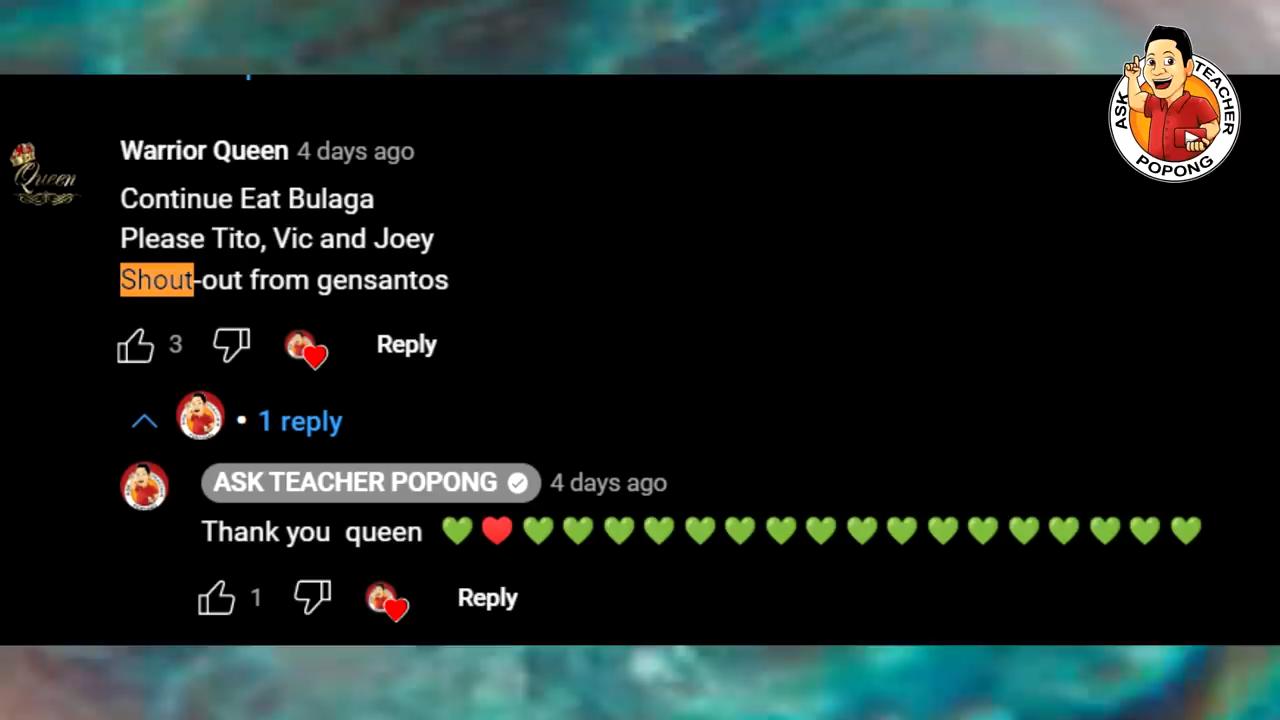 ASK TEACHER POPONG
Queen
Warrior Queen 4 days ago
Continue Eat Bulaga
Please Tito, Vic and Joey
Shout-out from gensantos
3 Reply
• 1 reply
ASK TEACHER POPONG 4 days ago
Thank you queen 💚❤️💚💚💚💚💚💚💚💚💚💚💚💚💚💚💚💚💚
1 Reply